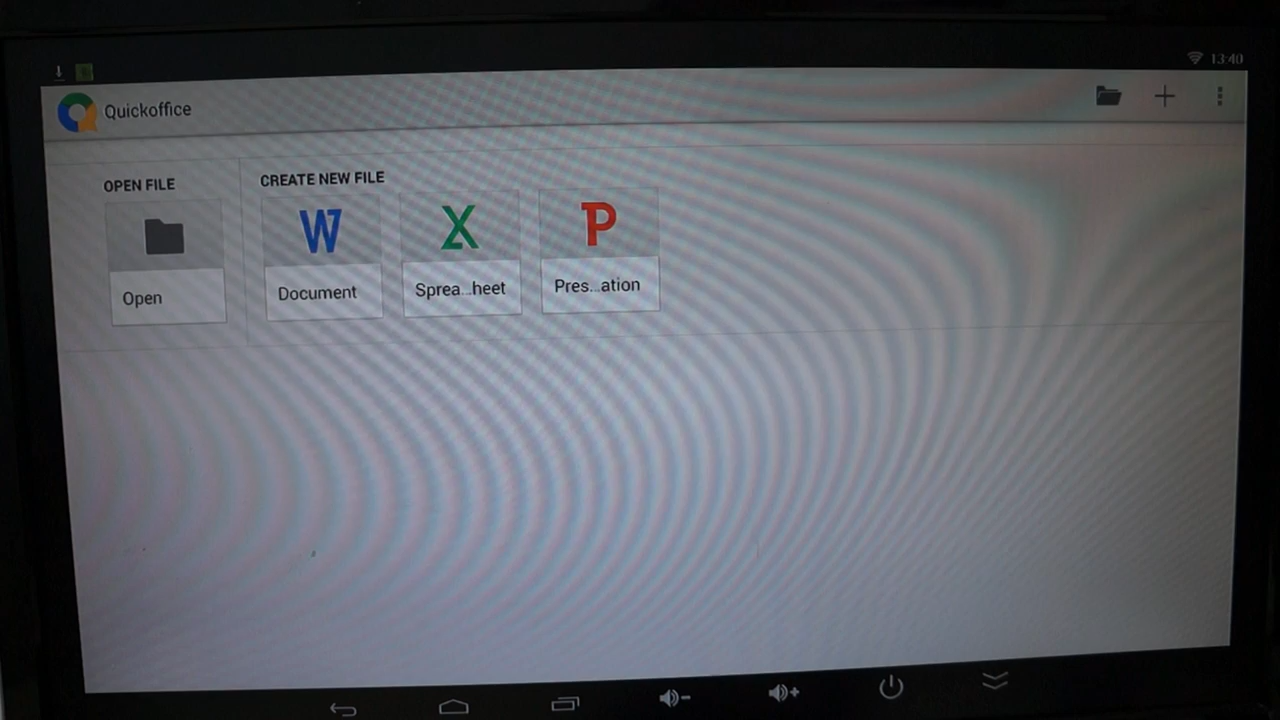 13:40
Quickoffice
OPEN FILE
CREATE NEW FILE
Open
Document
Sprea...heet
Pres...ation